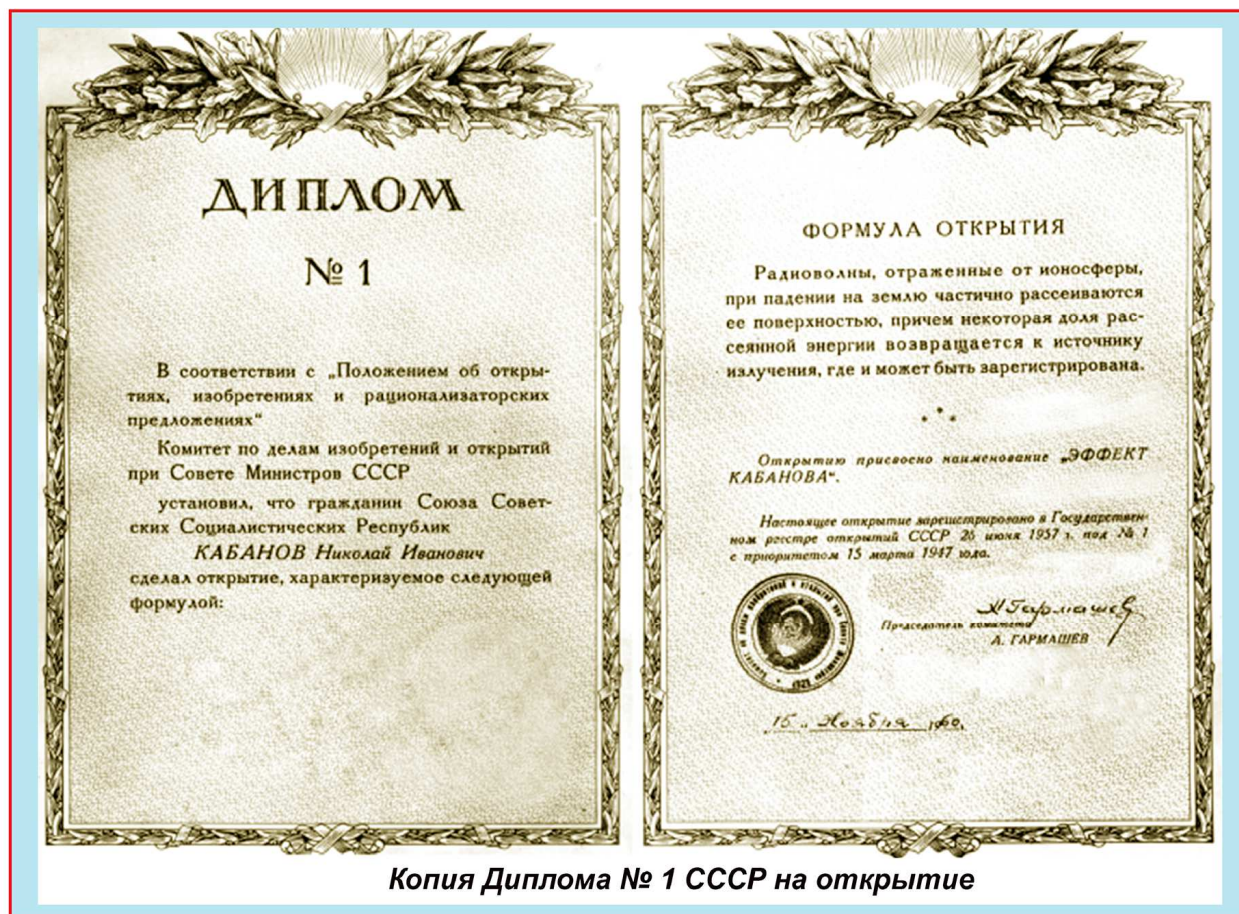 ДИПЛОМ
№ 1
В соответствии с „Положением об откры-
тиях, изобретениях и рационализаторских
предложениях“
Комитет по делам изобретений и открытий
при Совете Министров СССР
установил, что гражданин Союза Совет-
ских Социалистических Республик
КАБАНОВ Николай Иванович
сделал открытие, характеризуемое следующей
формулой:
ФОРМУЛА ОТКРЫТИЯ
Радиоволны, отраженные от ионосферы,
при падении на землю частично рассеиваются
ее поверхностью, причем некоторая доля рас-
сеянной энергии возвращается к источнику
излучения, где и может быть зарегистрирована.
Открытию присвоено наименование „ЭФФЕКТ
КАБАНОВА“.
Настоящее открытие зарегистрировано в Государствен-
ном реестре открытий СССР 26 июня 1957 г. под № 1
с приоритетом 15 марта 1947 года.
Председатель комитета
А. ГАРМАШЕВ
15 „ Ноября 1960.
Копия Диплома № 1 СССР на открытие